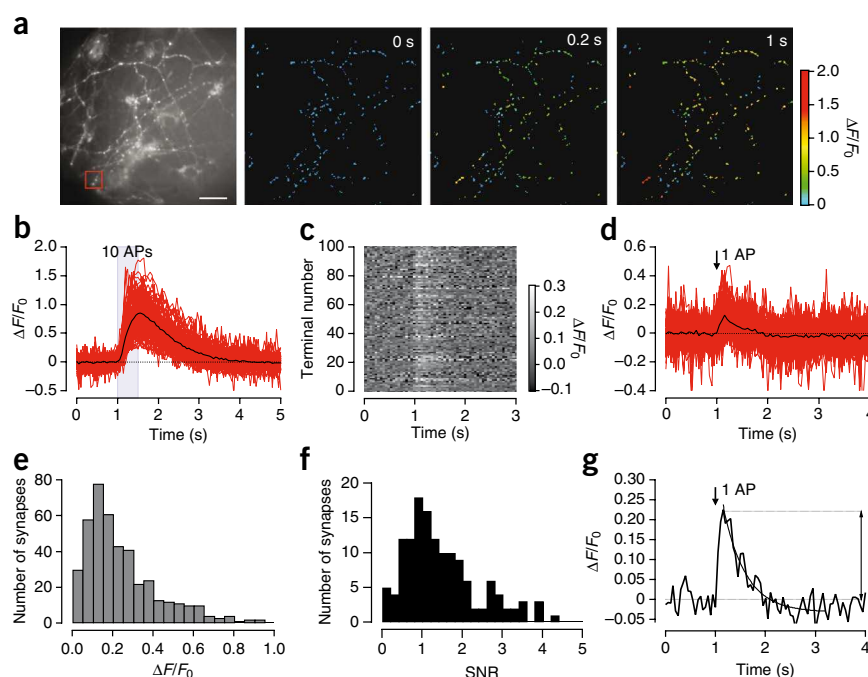 a
0 s
0.2 s
1 s
2.0
1.5
1.0
0.5
0
ΔF/F0
b
2.0
1.5
1.0
0.5
0
−0.5
ΔF/F0
10 APs
0 1 2 3 4 5
Time (s)
c
100
80
60
40
20
0
Terminal number
0 1 2 3
Time (s)
0.3
0.2
0.1
0.0
−0.1
ΔF/F0
d
0.6
0.4
0.2
0
−0.2
0.4
ΔF/F0
1 AP
0 1 2 3 4
Time (s)
e
80
60
40
20
0
Number of synapses
0.0 0.2 0.4 0.6 0.8 1.0
ΔF/F0
f
20
15
10
5
0
Number of synapses
0 1 2 3 4 5
SNR
g
0.30
0.20
0.15
0.10
0.05
0
−0.05
ΔF/F0
1 AP
0 1 2 3 4
Time (s)